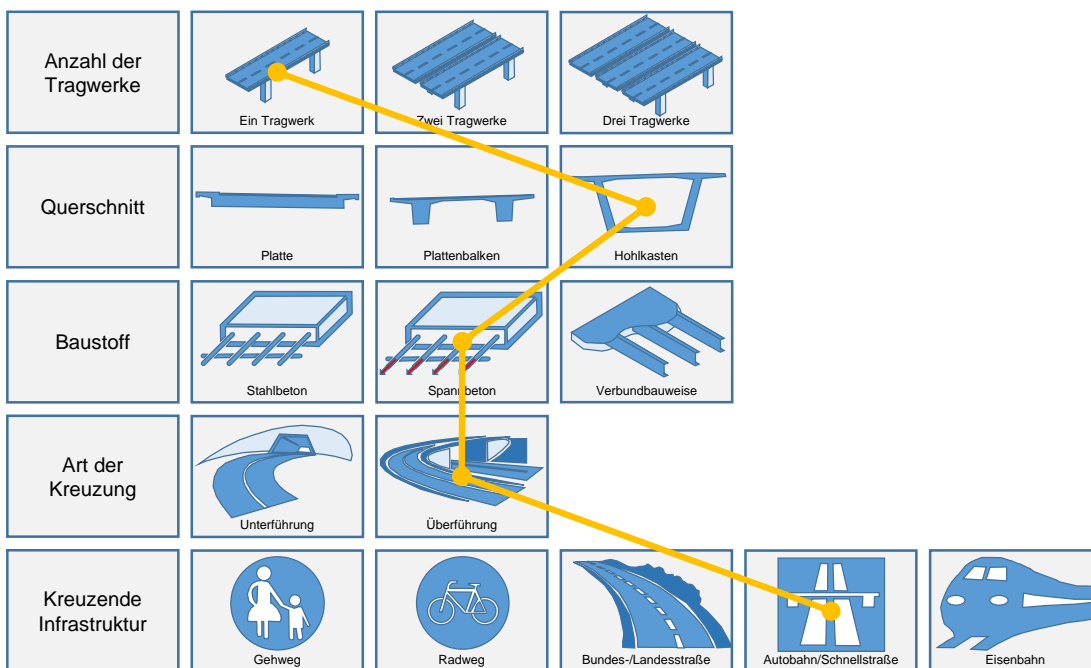 Anzahl der
Tragwerke
Ein Tragwerk
Zwei Tragwerke
Drei Tragwerke
Querschnitt
Platte
Plattenbalken
Hohlkasten
Baustoff
Stahlbeton
Spannbeton
Verbundbauweise
Art der
Kreuzung
Unterführung
Überführung
Kreuzende
Infrastruktur
Gehweg
Radweg
Bundes-/Landesstraße
Autobahn/Schnellstraße
Eisenbahn